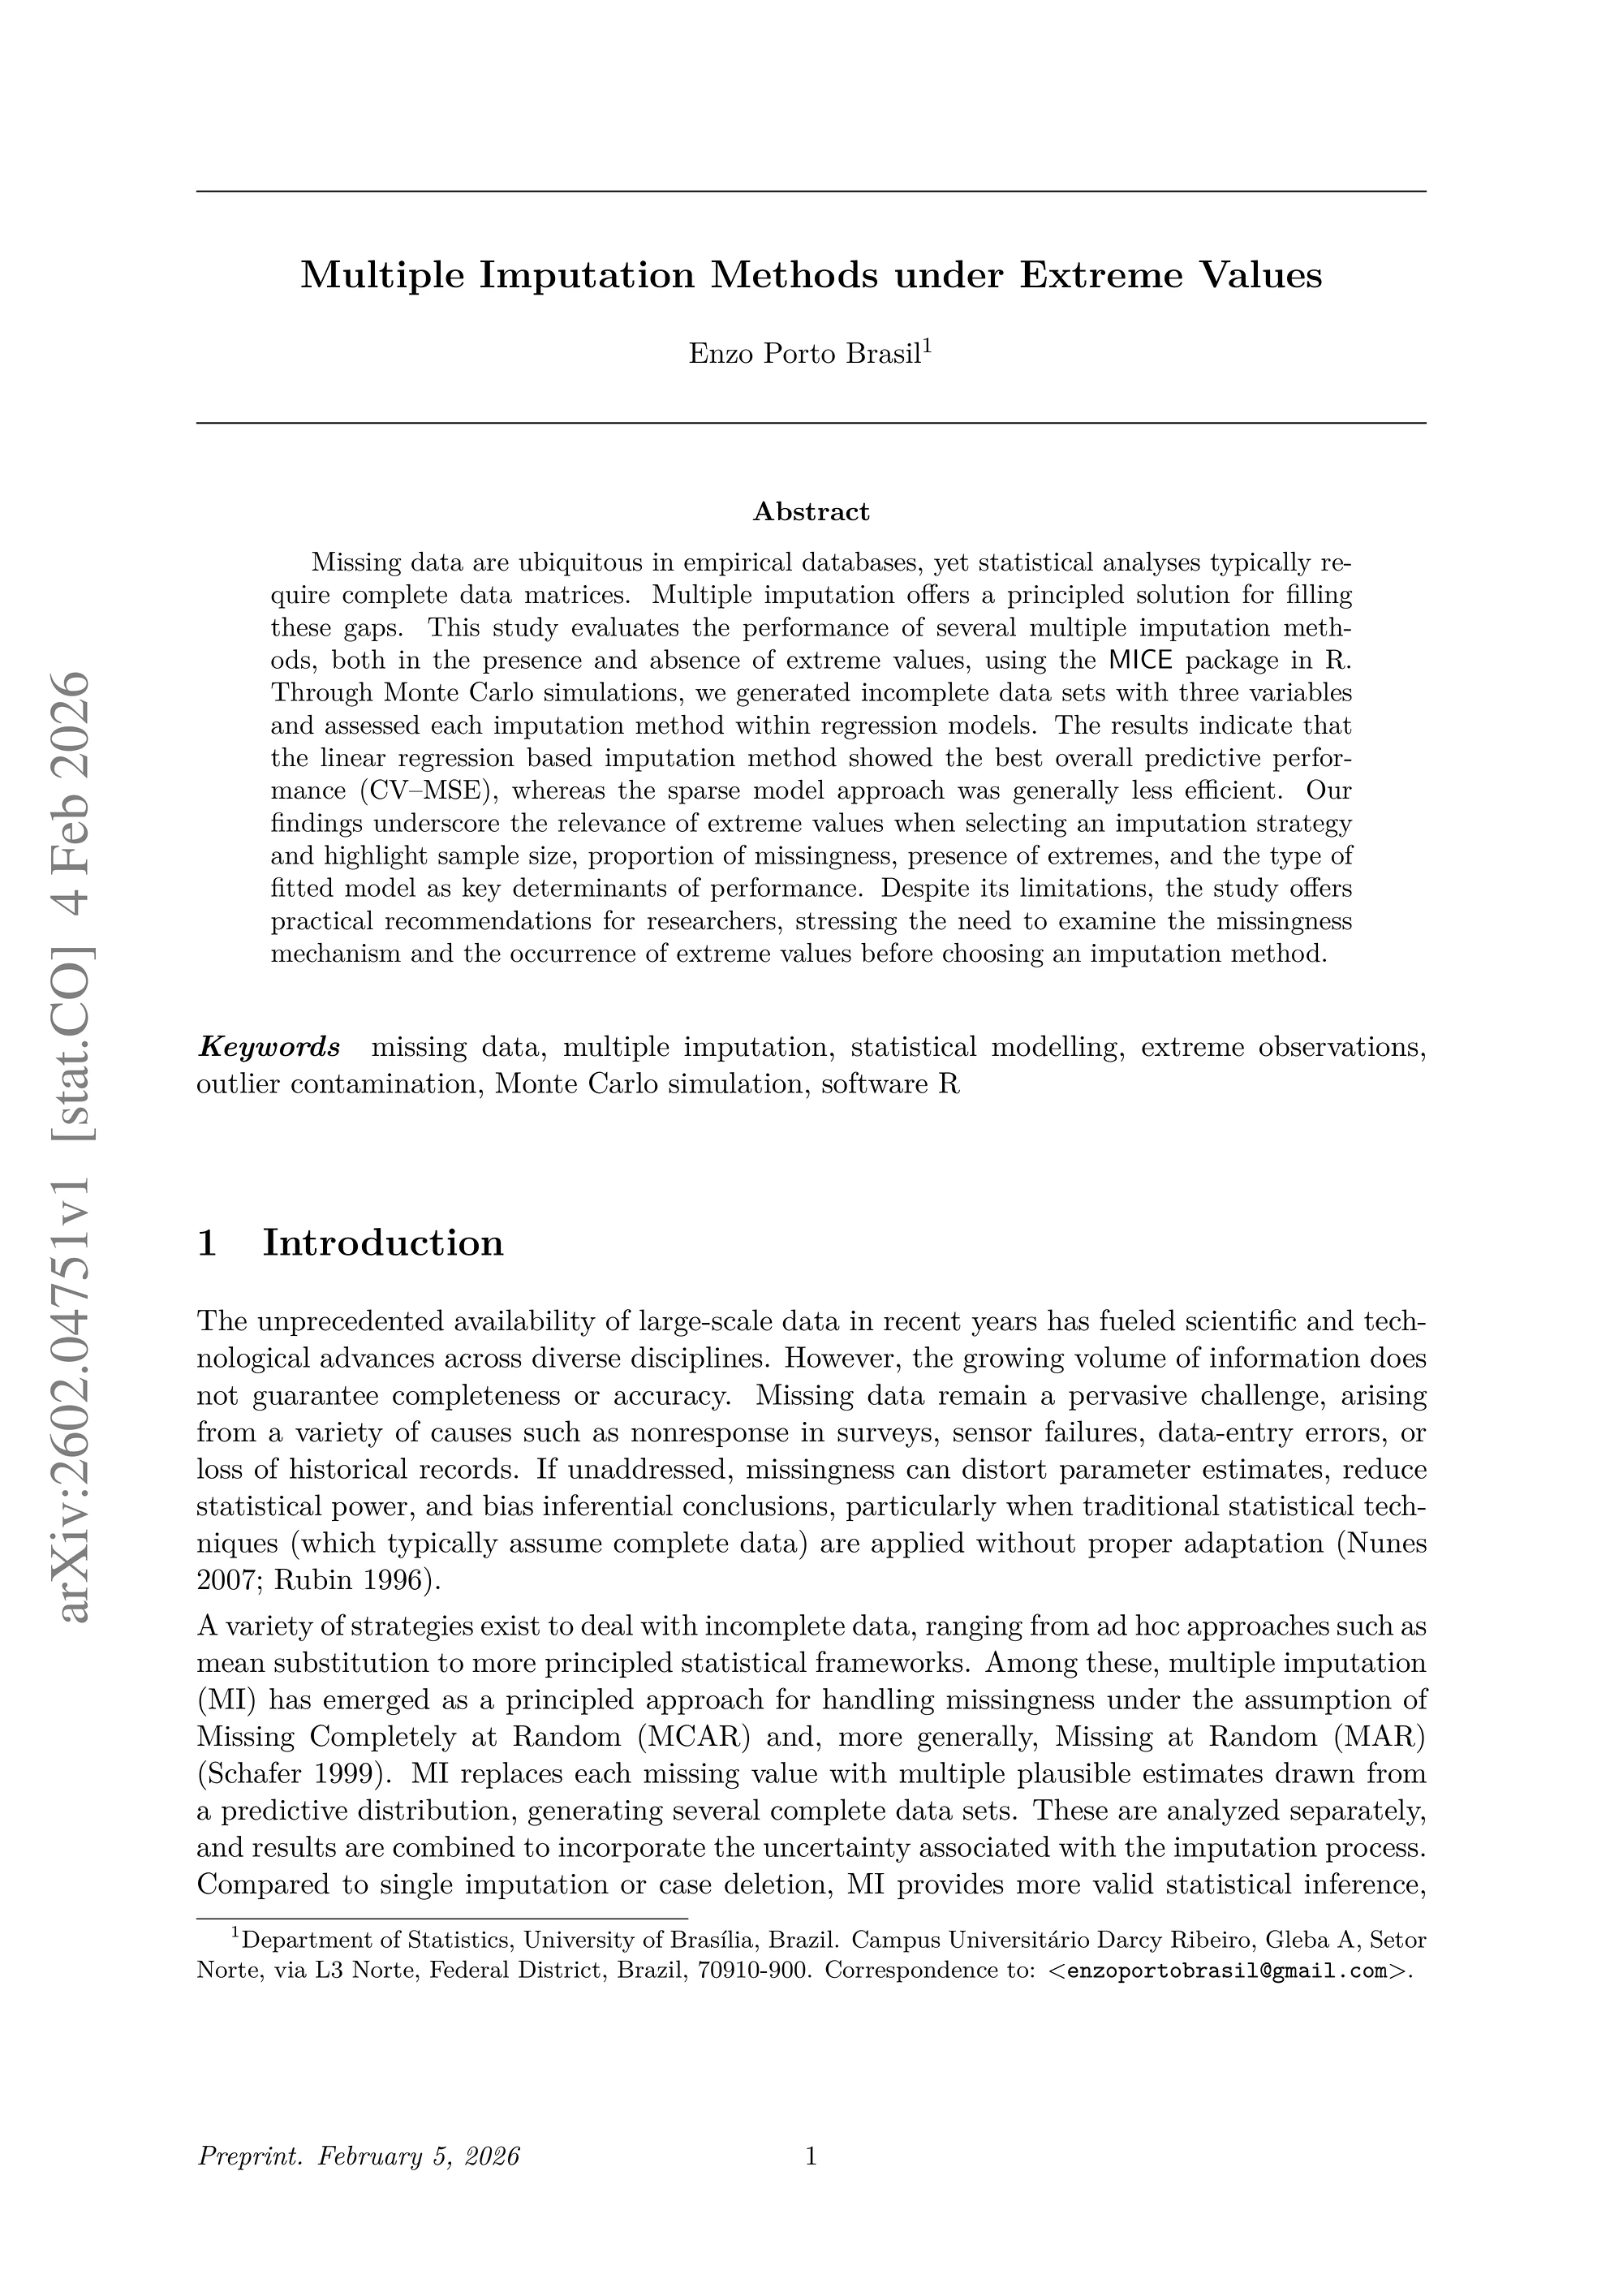 Multiple Imputation Methods under Extreme Values
Enzo Porto Brasil¹
Abstract
Missing data are ubiquitous in empirical databases, yet statistical analyses typically re-
quire complete data matrices. Multiple imputation offers a principled solution for filling
these gaps. This study evaluates the performance of several multiple imputation meth-
ods, both in the presence and absence of extreme values, using the MICE package in R.
Through Monte Carlo simulations, we generated incomplete data sets with three variables
and assessed each imputation method within regression models. The results indicate that
the linear regression based imputation method showed the best overall predictive perfor-
mance (CV–MSE), whereas the sparse model approach was generally less efficient. Our
findings underscore the relevance of extreme values when selecting an imputation strategy
and highlight sample size, proportion of missingness, presence of extremes, and the type of
fitted model as key determinants of performance. Despite its limitations, the study offers
practical recommendations for researchers, stressing the need to examine the missingness
mechanism and the occurrence of extreme values before choosing an imputation method.
Keywords missing data, multiple imputation, statistical modelling, extreme observations,
outlier contamination, Monte Carlo simulation, software R
1 Introduction
The unprecedented availability of large-scale data in recent years has fueled scientific and tech-
nological advances across diverse disciplines. However, the growing volume of information does
not guarantee completeness or accuracy. Missing data remain a pervasive challenge, arising
from a variety of causes such as nonresponse in surveys, sensor failures, data-entry errors, or
loss of historical records. If unaddressed, missingness can distort parameter estimates, reduce
statistical power, and bias inferential conclusions, particularly when traditional statistical tech-
niques (which typically assume complete data) are applied without proper adaptation (Nunes
2007; Rubin 1996).
A variety of strategies exist to deal with incomplete data, ranging from ad hoc approaches such as
mean substitution to more principled statistical frameworks. Among these, multiple imputation
(MI) has emerged as a principled approach for handling missingness under the assumption of
Missing Completely at Random (MCAR) and, more generally, Missing at Random (MAR)
(Schafer 1999). MI replaces each missing value with multiple plausible estimates drawn from
a predictive distribution, generating several complete data sets. These are analyzed separately,
and results are combined to incorporate the uncertainty associated with the imputation process.
Compared to single imputation or case deletion, MI provides more valid statistical inference,
¹Department of Statistics, University of Brasília, Brazil. Campus Universitário Darcy Ribeiro, Gleba A, Setor
Norte, via L3 Norte, Federal District, Brazil, 70910-900. Correspondence to: <enzoportobrasil@gmail.com>.
Preprint. February 5, 2026
1
arXiv:2602.04751v1 [stat.CO] 4 Feb 2026